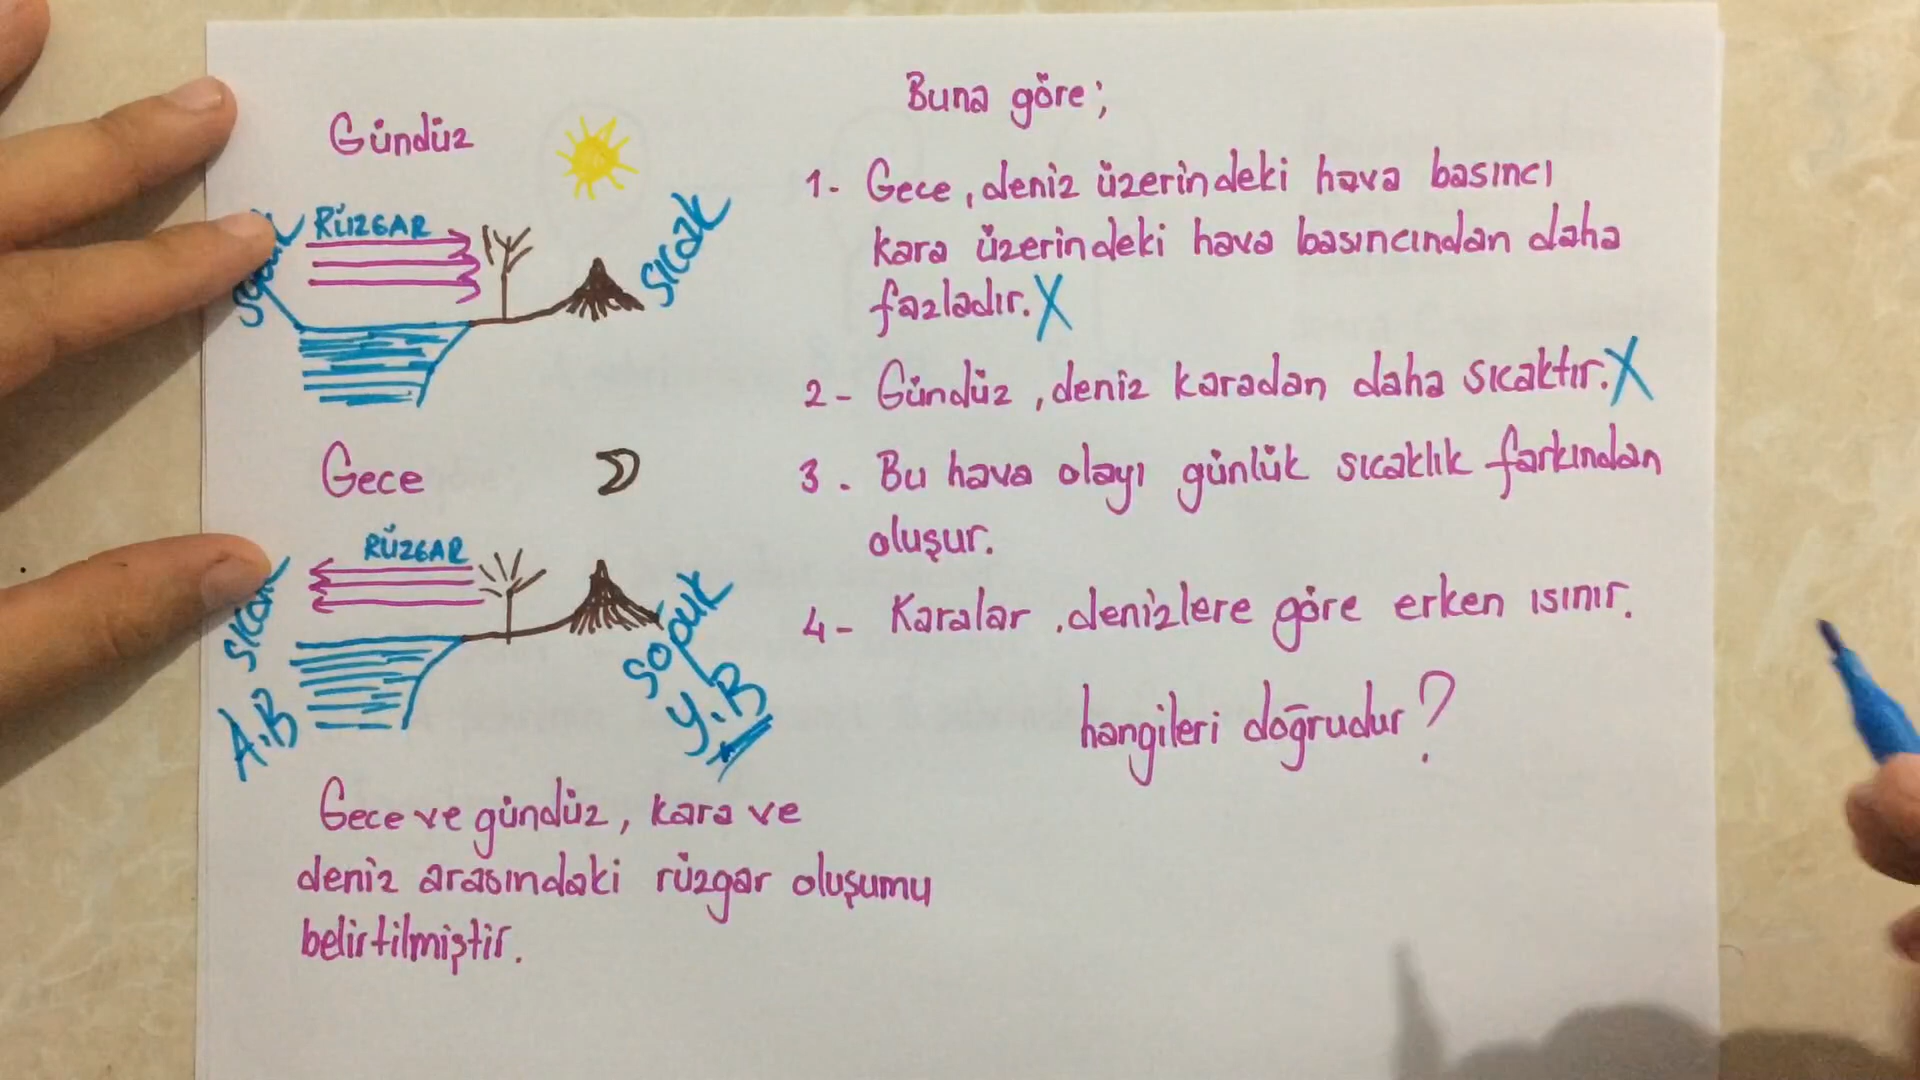 Gündüz
RÜZGAR
sıcak
Gece
RÜZGAR
sıcak
A.B
soğuk
Y.B
Gece ve gündüz, kara ve
deniz arasındaki rüzgar oluşumu
belirtilmiştir.
Buna göre;
1- Gece, deniz üzerindeki hava basıncı
kara üzerindeki hava basıncından daha
fazladır. X
2- Gündüz, deniz karadan daha sıcaktır. X
3. Bu hava olayı günlük sıcaklık farkından
oluşur.
4- Karalar, denizlere göre erken ısınır.
hangileri doğrudur?